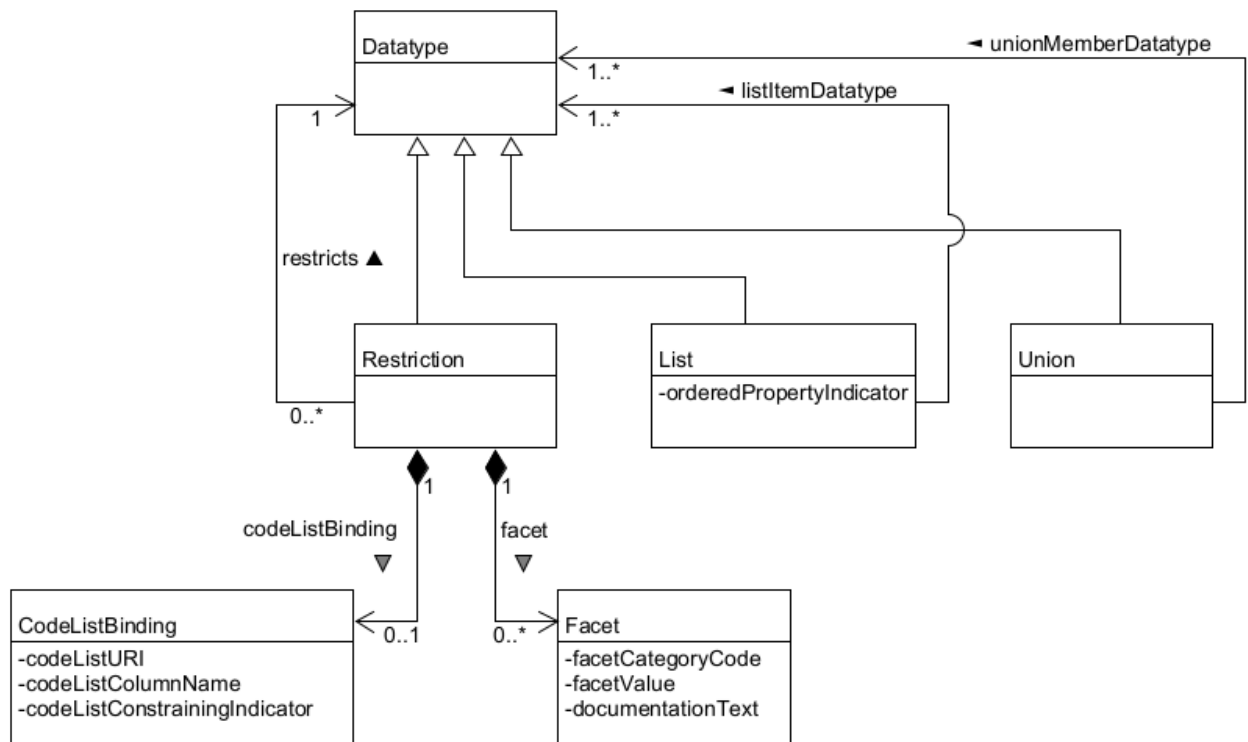 Datatype
◄ unionMemberDatatype
1..*
◄ listItemDatatype
1
1..*
restricts ▲
Restriction
List
-orderedPropertyIndicator
Union
0..*
1
1
codeListBinding
▼
facet
▼
0..1
0..*
CodeListBinding
-codeListURI
-codeListColumnName
-codeListConstrainingIndicator
Facet
-facetCategoryCode
-facetValue
-documentationText